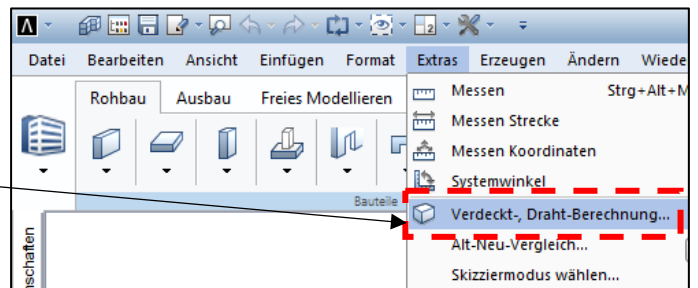 Datei Bearbeiten Ansicht Einfügen Format Extras Erzeugen Ändern Wiede
Rohbau Ausbau Freies Modellieren
Messen Strg+Alt+M
Messen Strecke
Messen Koordinaten
Systemwinkel
Bauteile
Verdeckt-, Draht-Berechnung...
Alt-Neu-Vergleich...
Skizziermodus wählen...
nschaften